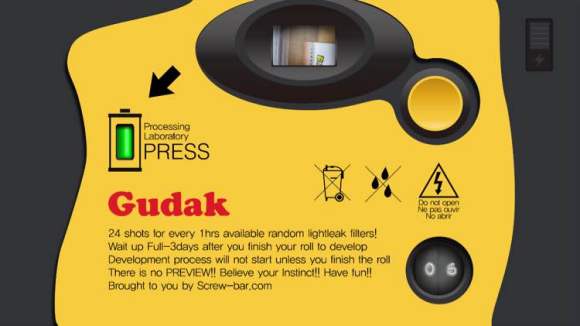 Processing
Laboratory
PRESS
Gudak
24 shots for every 1hrs available random lightleak filters!
Wait up Full-3days after you finish your roll to develop
Development process will not start unless you finish the roll
There is no PREVIEW!! Believe your Instinct!! Have fun!!
Brought to you by Screw-bar.com
Do not open
Ne pas ouvir
No abrir
06